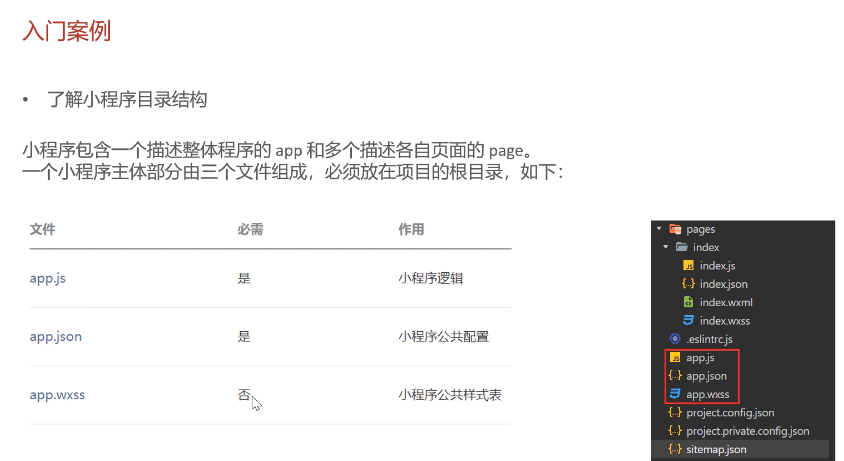 入门案例
• 了解小程序目录结构
小程序包含一个描述整体程序的 app 和多个描述各自页面的 page。
一个小程序主体部分由三个文件组成，必须放在项目的根目录，如下：
文件 必需 作用
app.js 是 小程序逻辑
app.json 是 小程序公共配置
app.wxss 否 小程序公共样式表
pages
index
JS index.js
{..} index.json
index.wxml
index.wxss
.eslintrc.js
JS app.js
{..} app.json
app.wxss
{..} project.config.json
{..} project.private.config.json
{..} sitemap.json